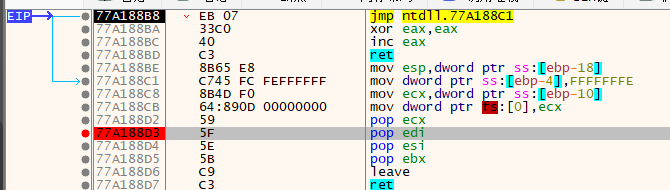 EIP 77A188B8 EB 07 jmp ntdll.77A188C1
77A188BA 33C0 xor eax,eax
77A188BC 40 inc eax
77A188BD C3 ret
77A188BE 8B65 E8 mov esp,dword ptr ss:[ebp-18]
77A188C1 C745 FC FEFFFFFF mov dword ptr ss:[ebp-4],FFFFFFFE
77A188C8 8B4D F0 mov ecx,dword ptr ss:[ebp-10]
77A188CB 64:890D 00000000 mov dword ptr fs:[0],ecx
77A188D2 59 pop ecx
77A188D3 5F pop edi
77A188D4 5E pop esi
77A188D5 5B pop ebx
77A188D6 C9 leave
77A188D7 C3 ret